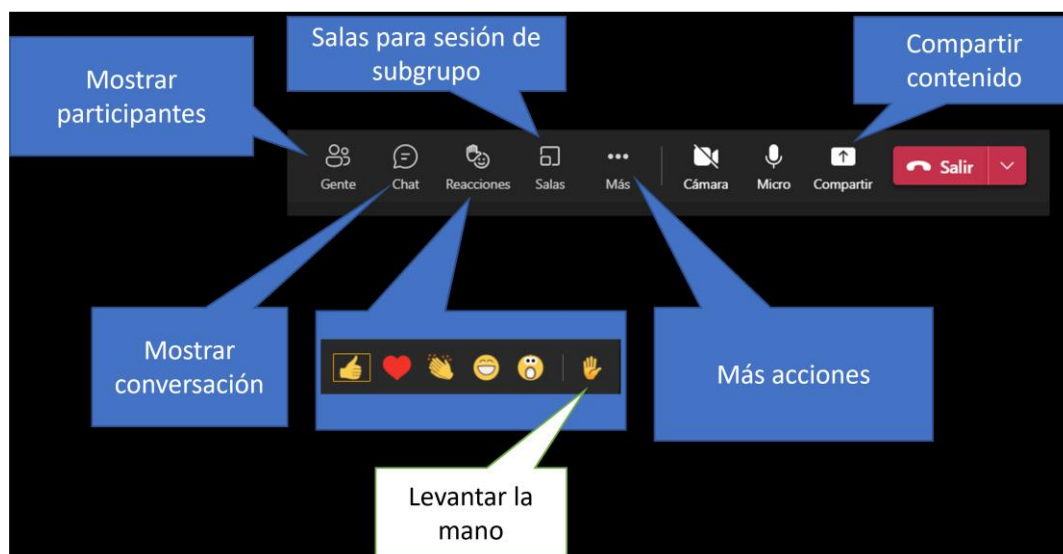 Salas para sesión de
subgrupo
Compartir
contenido
Mostrar
participantes
Gente
Chat
Reacciones
Salas
Más
Cámara
Micro
Compartir
Salir
Mostrar
conversación
Más acciones
Levantar la
mano